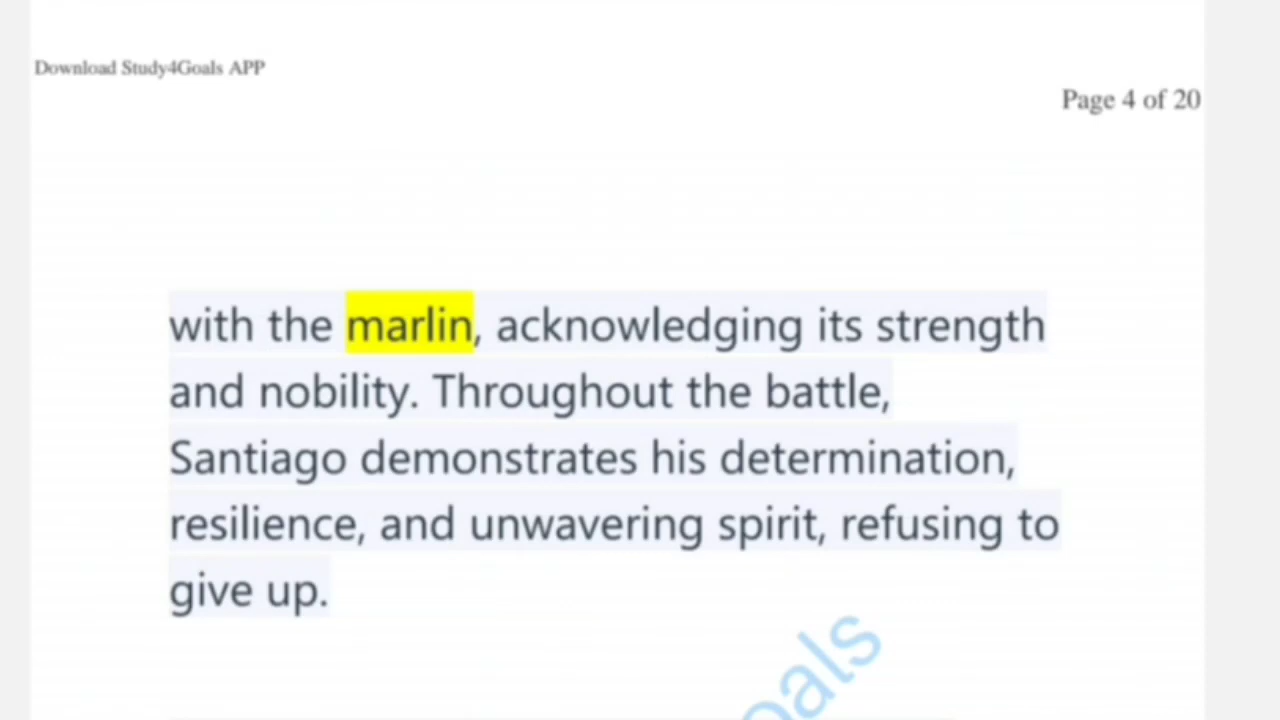 Download Study4Goals APP
Page 4 of 20
with the marlin, acknowledging its strength
and nobility. Throughout the battle,
Santiago demonstrates his determination,
resilience, and unwavering spirit, refusing to
give up.
oals